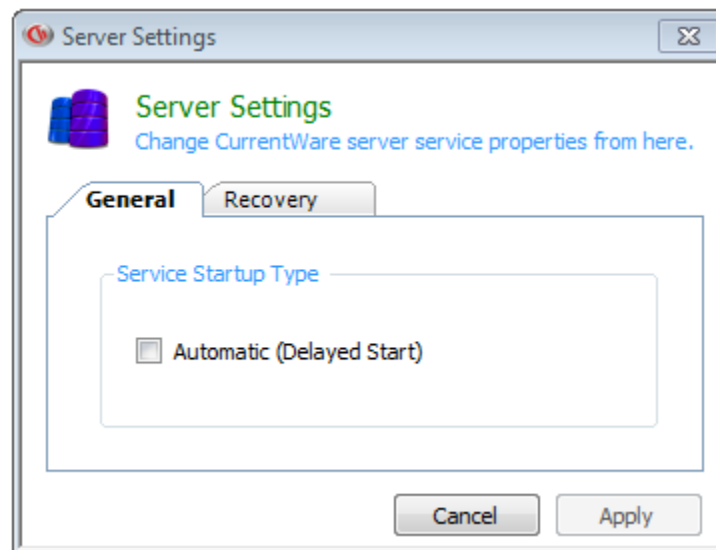 Server Settings
Server Settings
Change CurrentWare server service properties from here.
General
Recovery
Service Startup Type
Automatic (Delayed Start)
Cancel
Apply